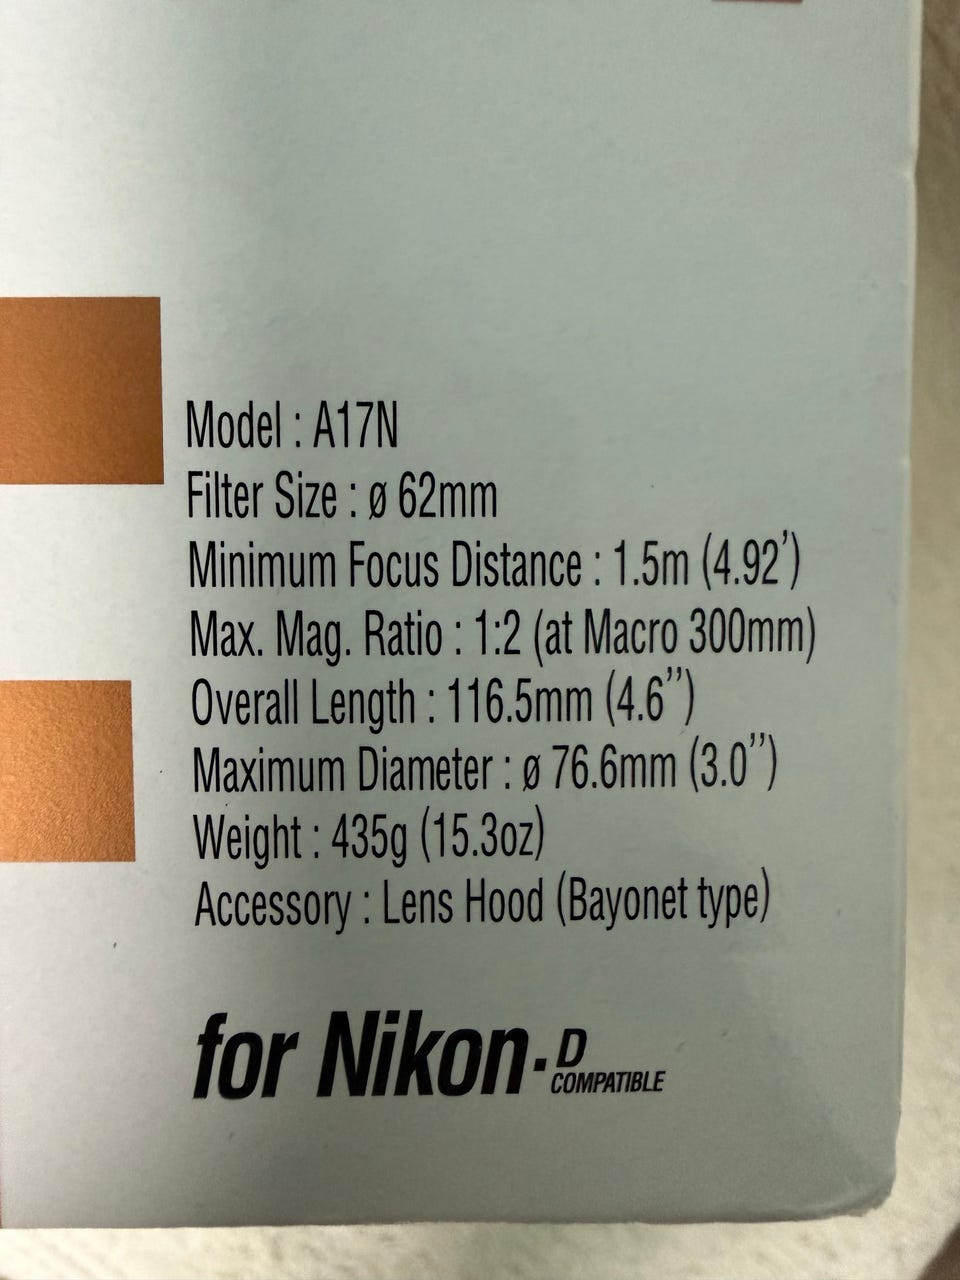 Model : A17N
Filter Size : ø 62mm
Minimum Focus Distance : 1.5m (4.92’)
Max. Mag. Ratio : 1:2 (at Macro 300mm)
Overall Length : 116.5mm (4.6”)
Maximum Diameter : ø 76.6mm (3.0”)
Weight : 435g (15.3oz)
Accessory : Lens Hood (Bayonet type)
for Nikon·D
COMPATIBLE